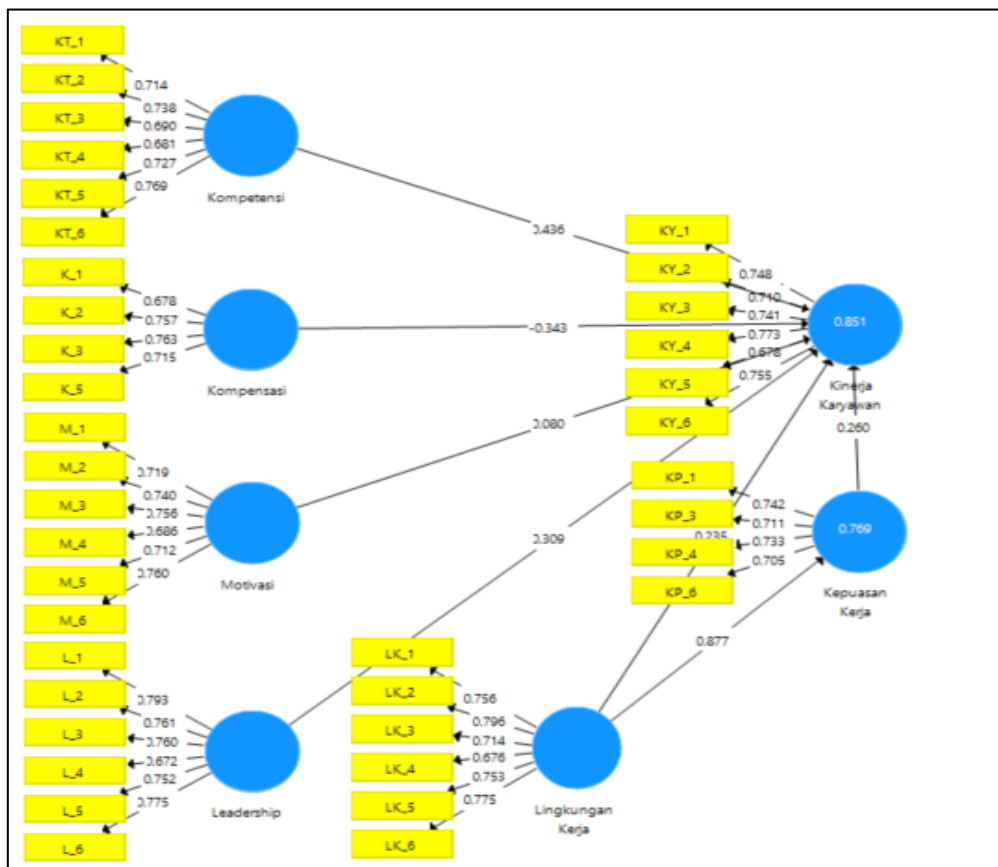 KT_1
KT_2
KT_3
KT_4
KT_5
KT_6
0.714
0.738
0.690
0.681
0.727
0.769
Kompetensi
K_1
K_2
K_3
K_5
0.678
0.757
0.763
0.715
Kompensasi
M_1
M_2
M_3
M_4
M_5
M_6
0.719
0.740
0.756
0.686
0.712
0.760
Motivasi
L_1
L_2
L_3
L_4
L_5
L_6
0.793
0.761
0.760
0.672
0.752
0.775
Leadership
0.436
-0.343
0.080
0.309
0.235
0.877
0.260
KY_1
KY_2
KY_3
KY_4
KY_5
KY_6
0.748
0.710
0.741
0.773
0.678
0.755
0.851
Kinerja
Karyawan
KP_1
KP_3
KP_4
KP_6
0.742
0.711
0.733
0.705
0.769
Kepuasan
Kerja
LK_1
LK_2
LK_3
LK_4
LK_5
LK_6
0.756
0.796
0.714
0.676
0.753
0.775
Lingkungan
Kerja